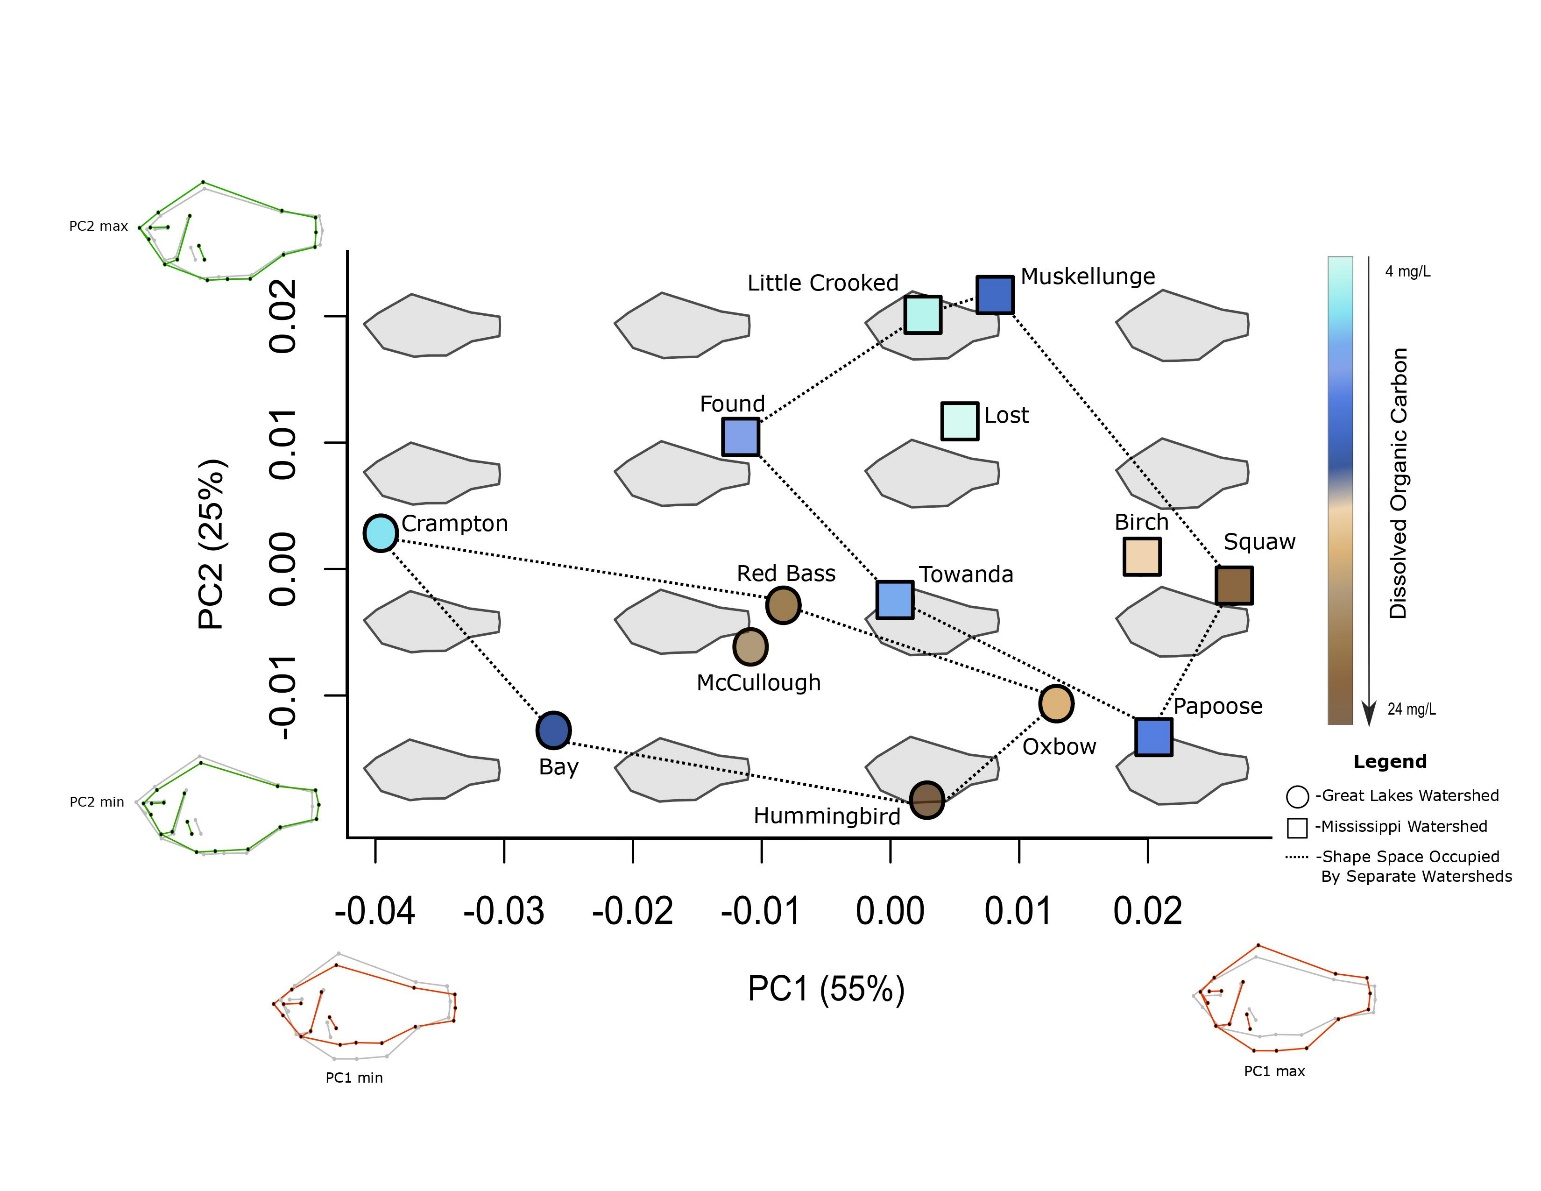 PC2 max
PC2 min
PC2 (25%)
0.02
0.01
0.00
-0.01
Little Crooked
Muskellunge
Found
Lost
Crampton
Birch
Squaw
Red Bass
Towanda
McCullough
Papoose
Oxbow
Bay
Hummingbird
-0.04
-0.03
-0.02
-0.01
0.00
0.01
0.02
PC1 (55%)
PC1 min
PC1 max
4 mg/L
Dissolved Organic Carbon
24 mg/L
Legend
-Great Lakes Watershed
-Mississippi Watershed
-Shape Space Occupied
By Separate Watersheds